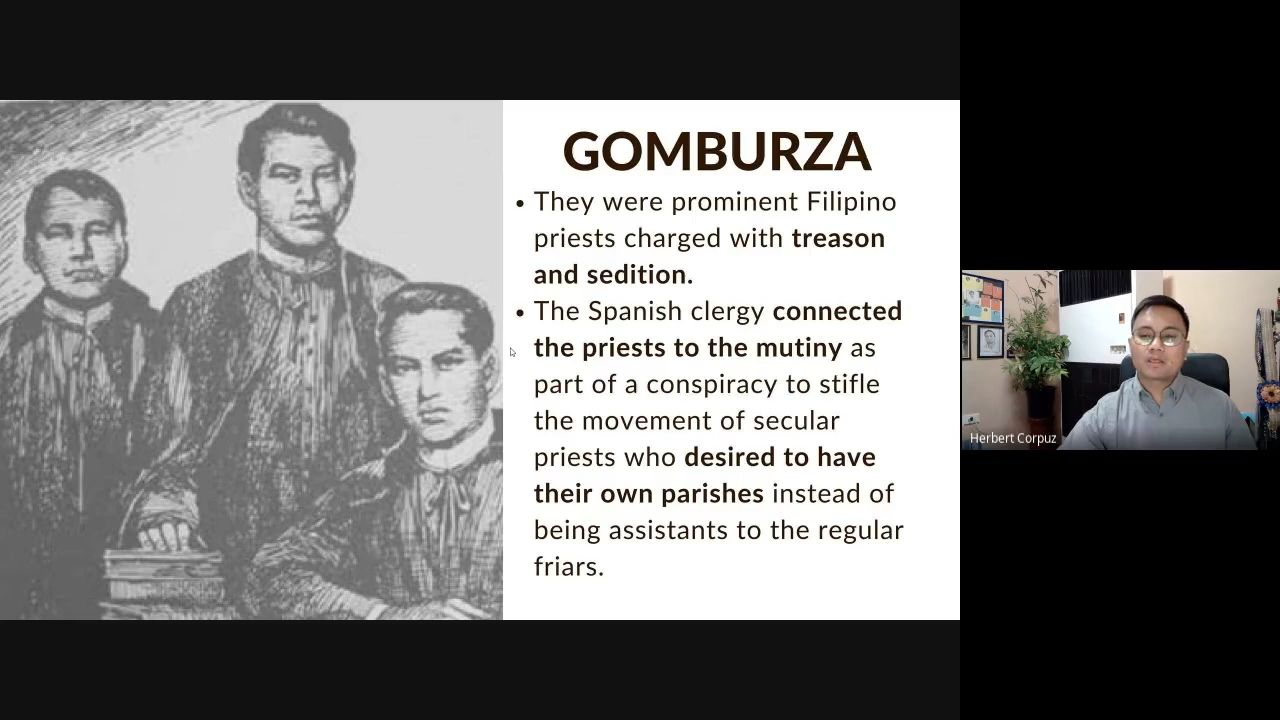 GOMBURZA
• They were prominent Filipino
priests charged with treason
and sedition.
• The Spanish clergy connected
the priests to the mutiny as
part of a conspiracy to stifle
the movement of secular
priests who desired to have
their own parishes instead of
being assistants to the regular
friars.
Herbert Corpuz